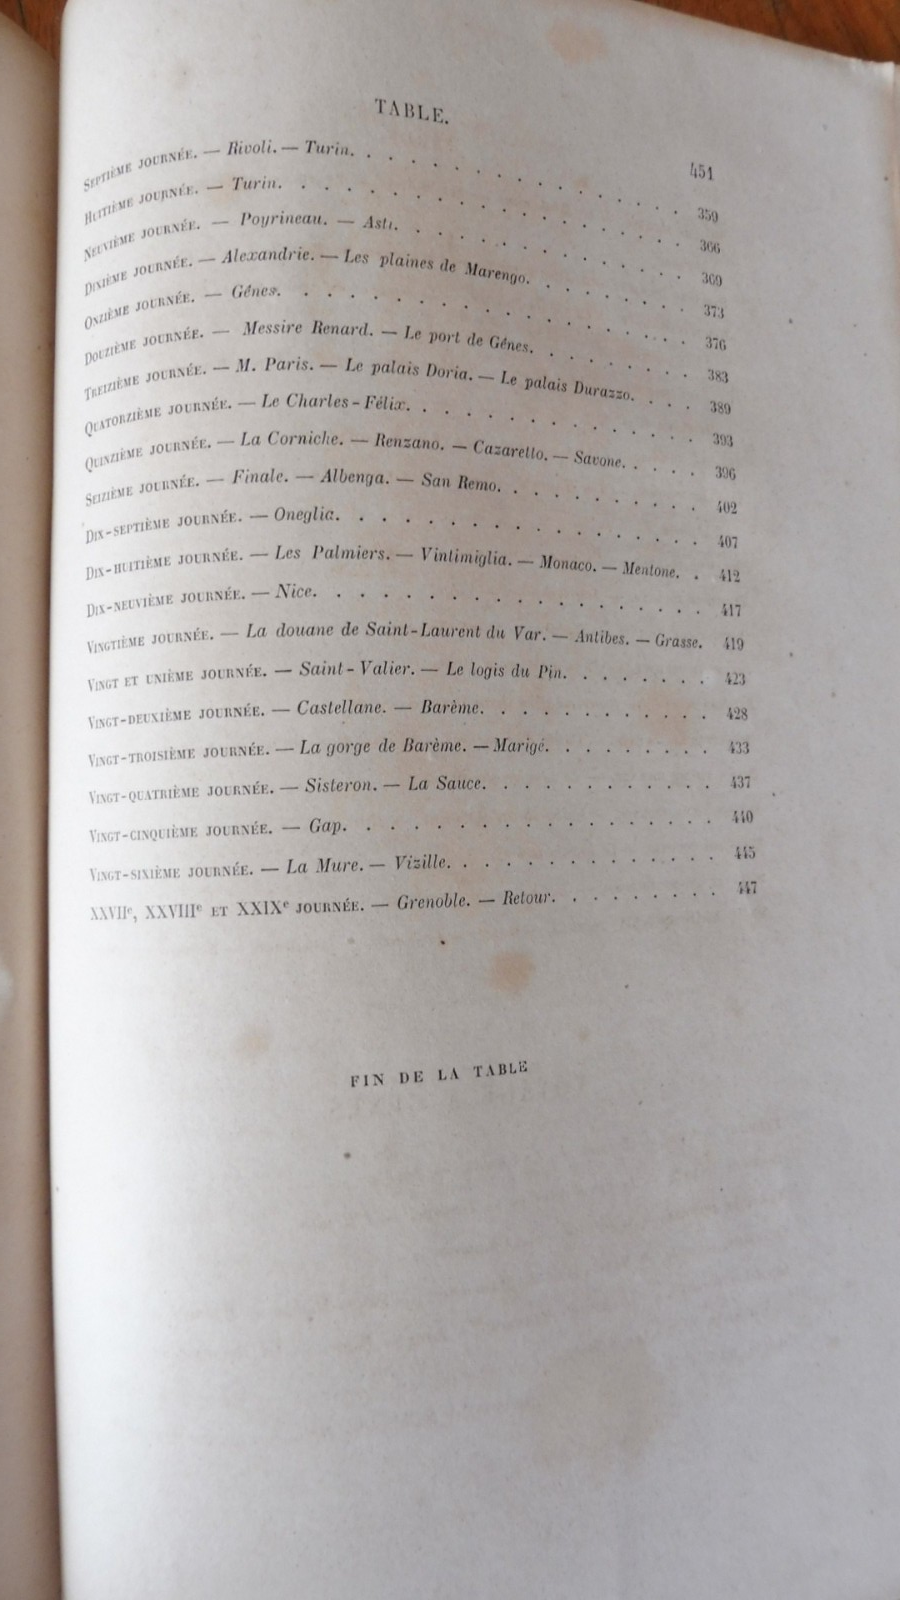 TABLE.
451
SEPTIÈME JOURNÉE. — Rivoli. — Turin. . . . . . . . . . . . . . . . . . 359
HUITIÈME JOURNÉE. — Turin. . . . . . . . . . . . . . . . . . . . . 366
NEUVIÈME JOURNÉE. — Poyrineau. — Asti. . . . . . . . . . . . . . . 369
DIXIÈME JOURNÉE. — Alexandrie. — Les plaines de Marengo. . . . . . . . 373
ONZIÈME JOURNÉE. — Gênes. . . . . . . . . . . . . . . . . . . . . 376
DOUZIÈME JOURNÉE. — Messire Renard. — Le port de Gênes. . . . . . . . 383
TREIZIÈME JOURNÉE. — M. Paris. — Le palais Doria. — Le palais Durazzo. . . . 389
QUATORZIÈME JOURNÉE. — Le Charles-Félix. . . . . . . . . . . . . . . 393
QUINZIÈME JOURNÉE. — La Corniche. — Renzano. — Cazaretto. — Savone. . . . . 396
SEIZIÈME JOURNÉE. — Finale. — Albenga. — San Remo. . . . . . . . . . 402
DIX-SEPTIÈME JOURNÉE. — Oneglia. . . . . . . . . . . . . . . . . . 407
DIX-HUITIÈME JOURNÉE. — Les Palmiers. — Vintimiglia. — Monaco. — Mentone. . 412
DIX-NEUVIÈME JOURNÉE. — Nice. . . . . . . . . . . . . . . . . . . 417
VINGTIÈME JOURNÉE. — La douane de Saint-Laurent du Var. — Antibes. — Grasse. 419
VINGT ET UNIÈME JOURNÉE. — Saint-Valier. — Le logis du Pin. . . . . . . . 423
VINGT-DEUXIÈME JOURNÉE. — Castellane. — Barème. . . . . . . . . . . . 428
VINGT-TROISIÈME JOURNÉE. — La gorge de Barème. — Marigé. . . . . . . . . 433
VINGT-QUATRIÈME JOURNÉE. — Sisteron. — La Sauce. . . . . . . . . . . . 437
VINGT-CINQUIÈME JOURNÉE. — Gap. . . . . . . . . . . . . . . . . . . 440
VINGT-SIXIÈME JOURNÉE. — La Mure. — Vizille. . . . . . . . . . . . . . 445
XXVIIe, XXVIIIe ET XXIXe JOURNÉE. — Grenoble. — Retour. . . . . . . . . 447
FIN DE LA TABLE